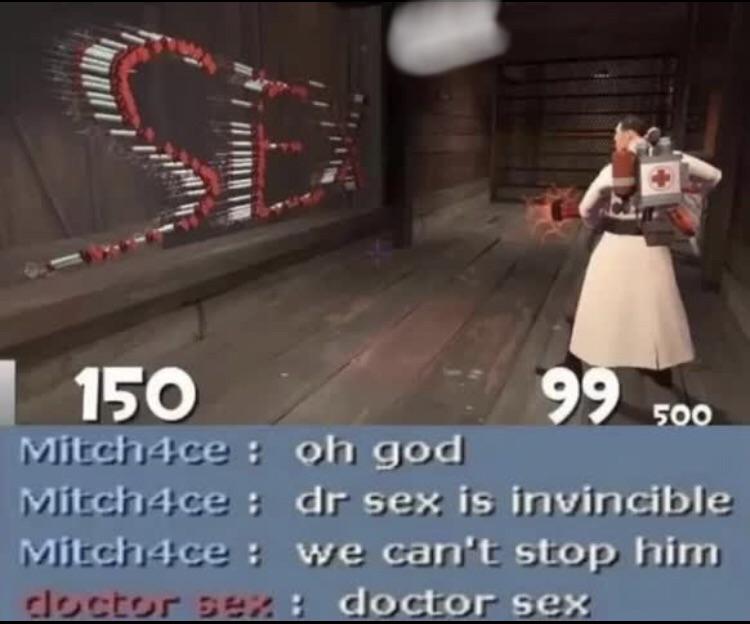 SEX
150
99 500
Mitch4ce : oh god
Mitch4ce : dr sex is invincible
Mitch4ce : we can't stop him
doctor sex : doctor sex